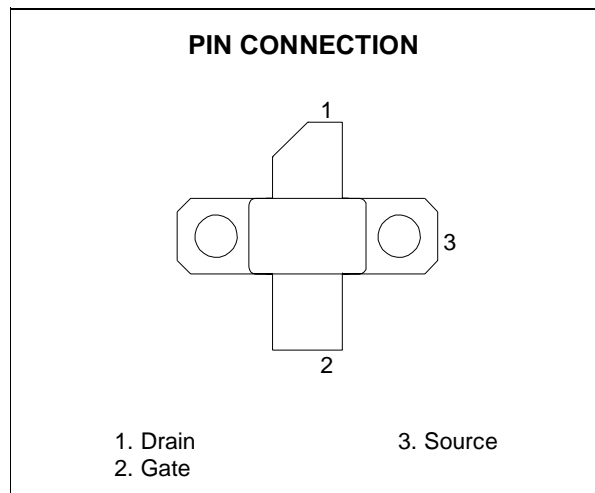 PIN CONNECTION
1
3
2
1. Drain
3. Source
2. Gate